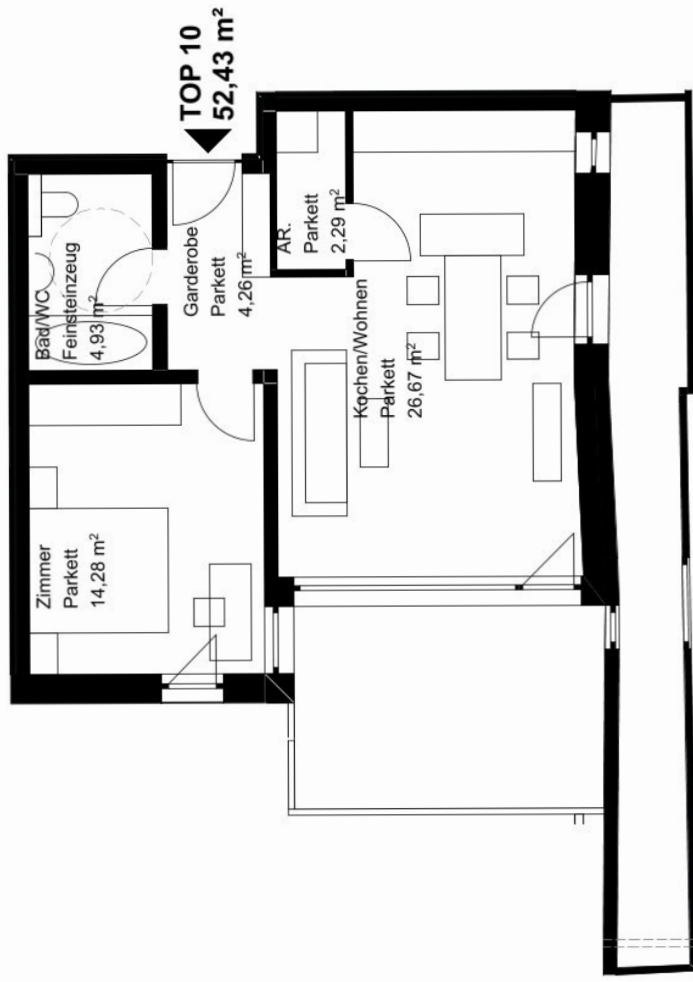 TOP 10
52,43 m²
Bad/WC
Feinsteinzeug
4,93 m²
Garderobe
Parkett
4,26 m²
AR.
Parkett
2,29 m²
Zimmer
Parkett
14,28 m²
Kochen/Wohnen
Parkett
26,67 m²